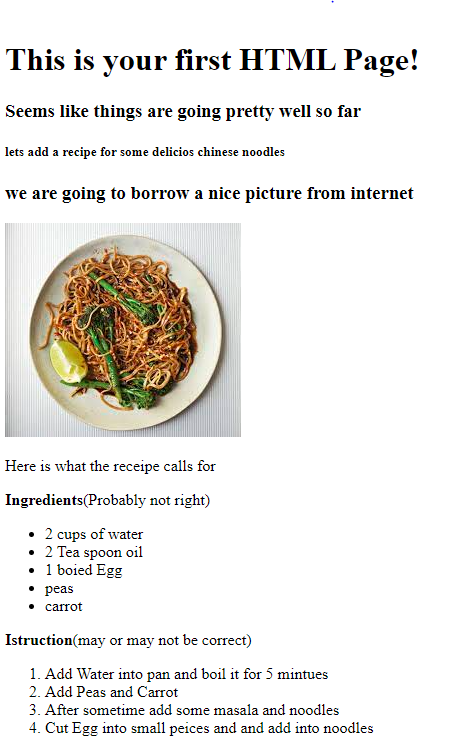 This is your first HTML Page!
Seems like things are going pretty well so far
lets add a recipe for some delicios chinese noodles
we are going to borrow a nice picture from internet
Here is what the receipe calls for
Ingredients(Probably not right)
• 2 cups of water
• 2 Tea spoon oil
• 1 boied Egg
• peas
• carrot
Istruction(may or may not be correct)
1. Add Water into pan and boil it for 5 mintues
2. Add Peas and Carrot
3. After sometime add some masala and noodles
4. Cut Egg into small peices and and add into noodles